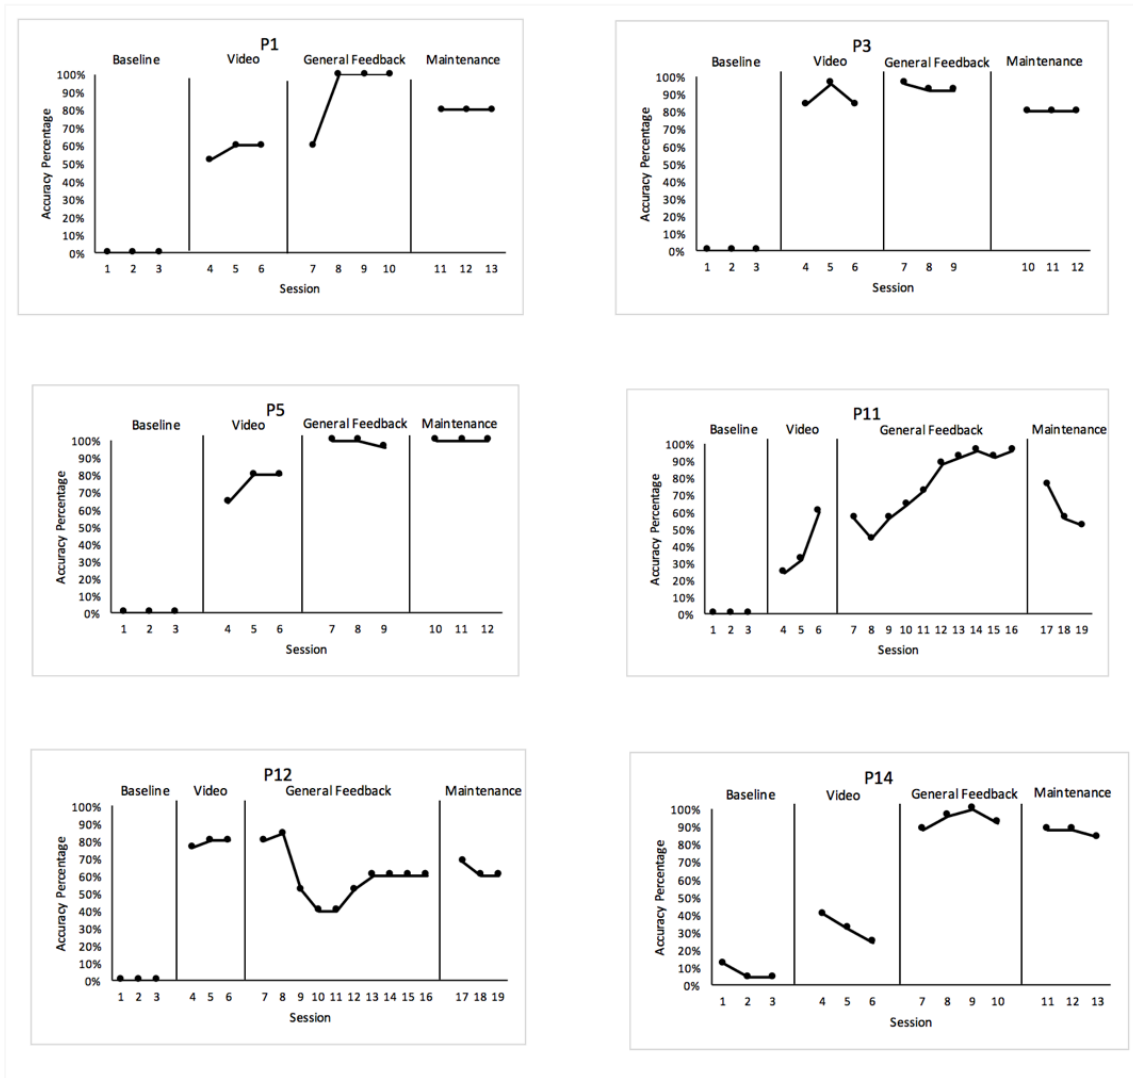 P1
Baseline Video General Feedback Maintenance
100%
90%
80%
70%
60%
50%
40%
30%
20%
10%
0%
Accuracy Percentage
1 2 3 4 5 6 7 8 9 10 11 12 13
Session
P3
Baseline Video General Feedback Maintenance
100%
90%
80%
70%
60%
50%
40%
30%
20%
10%
0%
Accuracy Percentage
1 2 3 4 5 6 7 8 9 10 11 12
Session
P5
Baseline Video General Feedback Maintenance
100%
90%
80%
70%
60%
50%
40%
30%
20%
10%
0%
Accuracy Percentage
1 2 3 4 5 6 7 8 9 10 11 12
Session
P11
Baseline Video General Feedback Maintenance
100%
90%
80%
70%
60%
50%
40%
30%
20%
10%
0%
Accuracy Percentage
1 2 3 4 5 6 7 8 9 10 11 12 13 14 15 16 17 18 19
Session
P12
Baseline Video General Feedback Maintenance
100%
90%
80%
70%
60%
50%
40%
30%
20%
10%
0%
Accuracy Percentage
1 2 3 4 5 6 7 8 9 10 11 12 13 14 15 16 17 18 19
Session
P14
Baseline Video General Feedback Maintenance
100%
90%
80%
70%
60%
50%
40%
30%
20%
10%
0%
Accuracy Percentage
1 2 3 4 5 6 7 8 9 10 11 12 13
Session